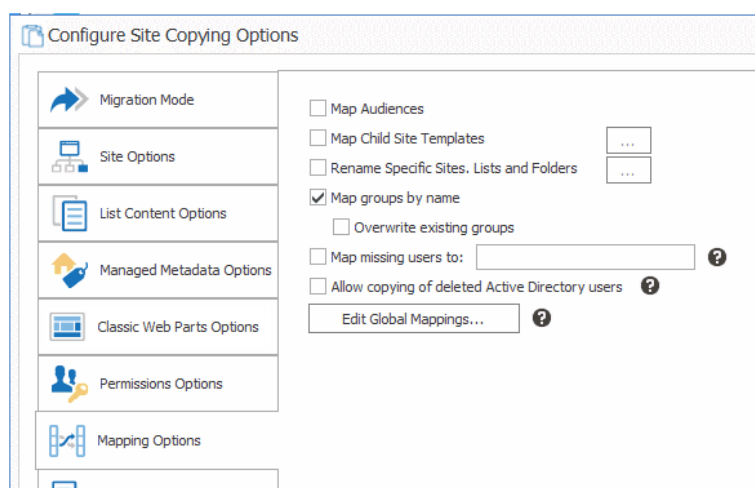 Configure Site Copying Options
Migration Mode
Site Options
List Content Options
Managed Metadata Options
Classic Web Parts Options
Permissions Options
Mapping Options
Map Audiences
Map Child Site Templates
...
Rename Specific Sites. Lists and Folders
...
Map groups by name
Overwrite existing groups
Map missing users to:
?
Allow copying of deleted Active Directory users
?
Edit Global Mappings...
?